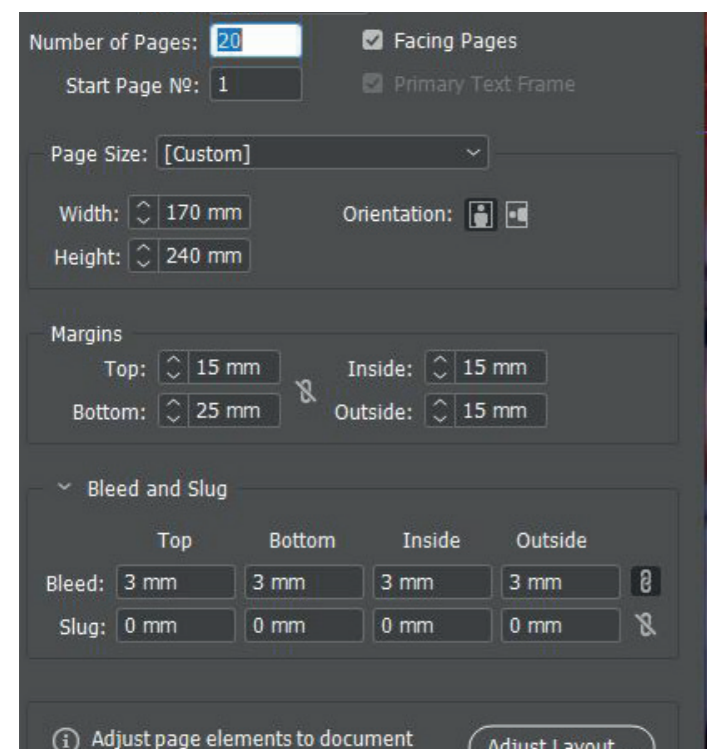 Number of Pages: 20 Facing Pages
Start Page №: 1 Primary Text Frame
Page Size: [Custom]
Width: 170 mm Orientation:
Height: 240 mm
Margins
Top: 15 mm Inside: 15 mm
Bottom: 25 mm Outside: 15 mm
Bleed and Slug
Top Bottom Inside Outside
Bleed: 3 mm 3 mm 3 mm 3 mm
Slug: 0 mm 0 mm 0 mm 0 mm
Adjust page elements to document Adjust Layout...